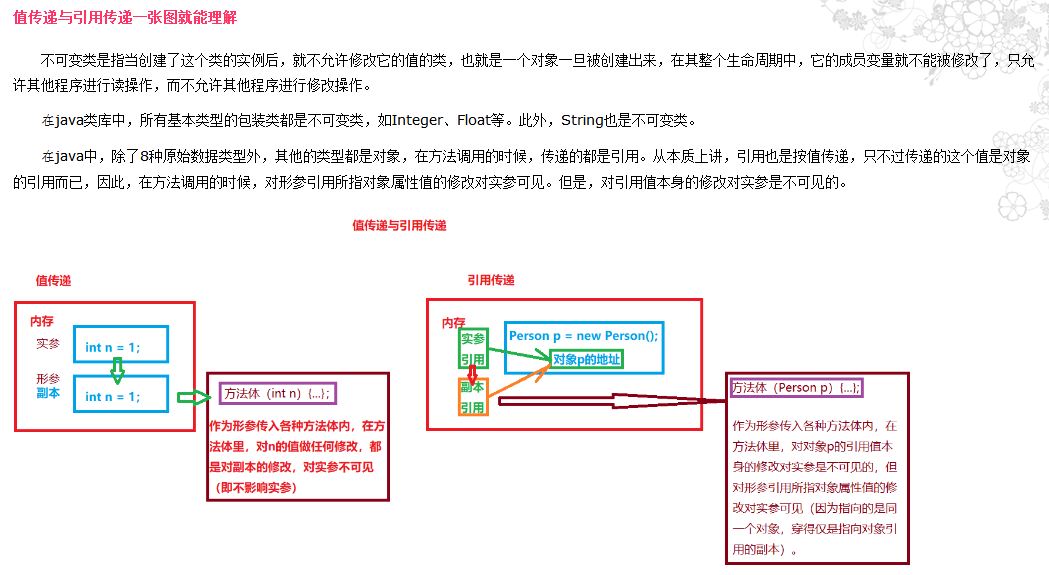 值传递与引用传递一张图就能理解
不可变类是指当创建了这个类的实例后，就不允许修改它的值的类，也就是一个对象一旦被创建出来，在其整个生命周期中，它的成员变量就不能被修改了，只允
许其他程序进行读操作，而不允许其他程序进行修改操作。
在java类库中，所有基本类型的包装类都是不可变类，如Integer、Float等。此外，String也是不可变类。
在java中，除了8种原始数据类型外，其他的类型都是对象，在方法调用的时候，传递的都是引用。从本质上讲，引用也是按值传递，只不过传递的这个值是对象
的引用而已，因此，在方法调用的时候，对形参引用所指对象属性值的修改对实参可见。但是，对引用值本身的修改对实参是不可见的。
值传递与引用传递
值传递
内存
实参
int n = 1;
形参
副本
int n = 1;
方法体（int n）{...};
作为形参传入各种方法体内，在方
法体里，对n的值做任何修改，都
是对副本的修改，对实参不可见
（即不影响实参）
引用传递
内存
实参
引用
Person p = new Person();
对象p的地址
副本
引用
方法体（Person p）{...};
作为形参传入各种方法体内，在
方法体里，对对象p的引用值本
身的修改对实参是不可见的，但
对形参引用所指对象属性值的修
改对实参可见（因为指向的是同
一个对象，穿得仅是指向对象引
用的副本）。